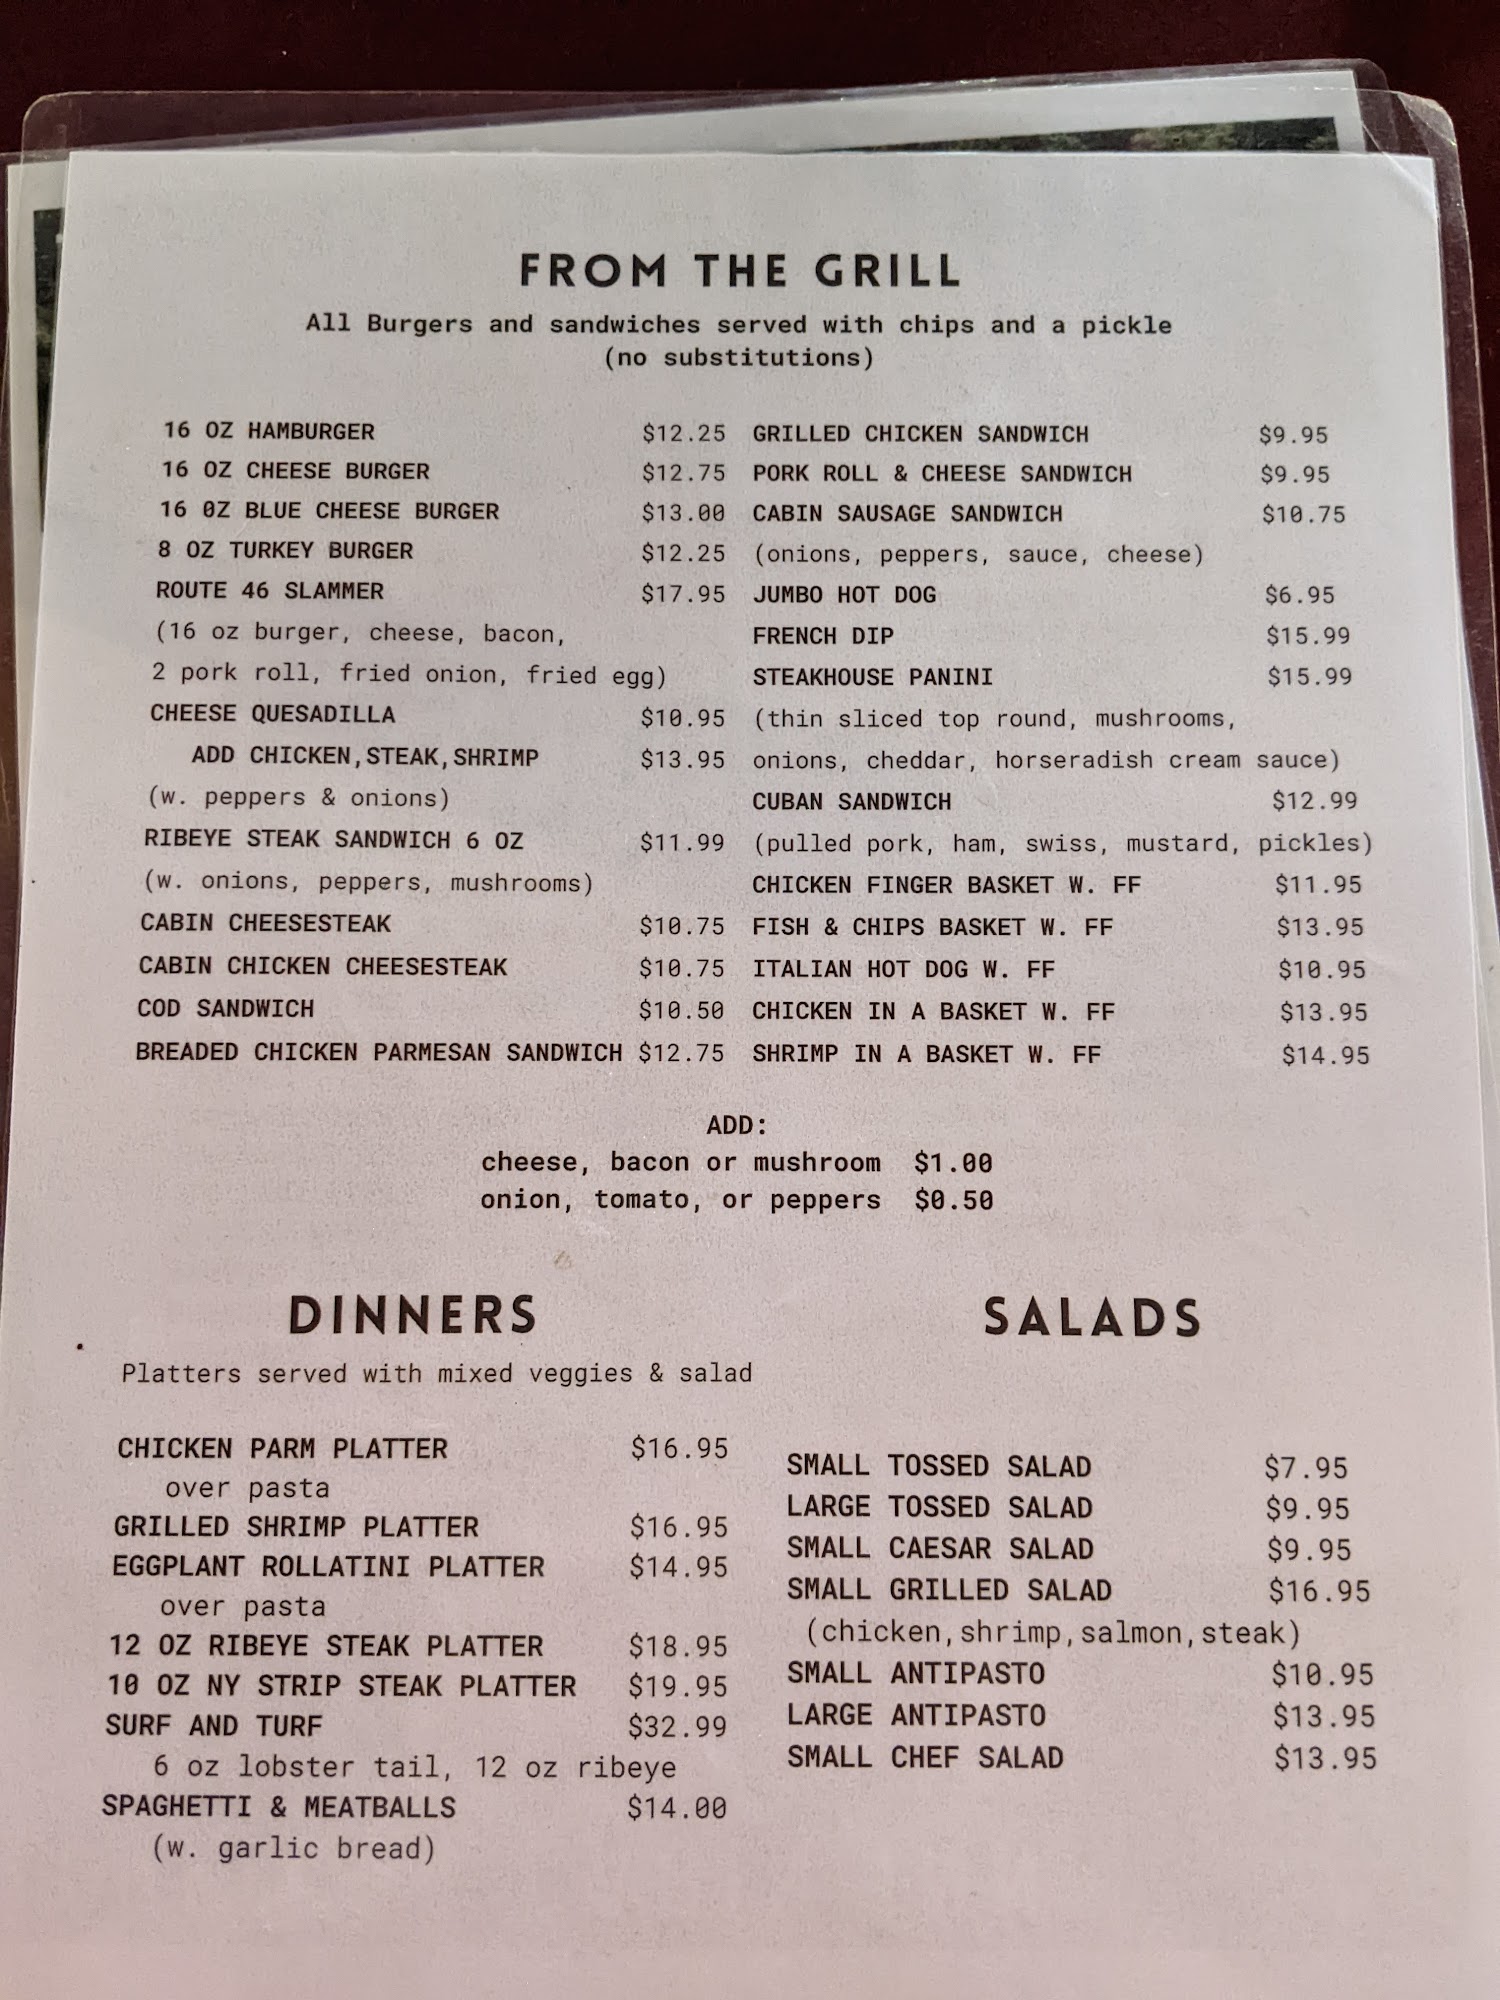 FROM THE GRILL
All Burgers and sandwiches served with chips and a pickle
(no substitutions)
16 OZ HAMBURGER $12.25
16 OZ CHEESE BURGER $12.75
16 0Z BLUE CHEESE BURGER $13.00
8 OZ TURKEY BURGER $12.25
ROUTE 46 SLAMMER $17.95
(16 oz burger, cheese, bacon,
2 pork roll, fried onion, fried egg)
CHEESE QUESADILLA $10.95
ADD CHICKEN,STEAK,SHRIMP $13.95
(w. peppers & onions)
RIBEYE STEAK SANDWICH 6 OZ $11.99
(w. onions, peppers, mushrooms)
CABIN CHEESESTEAK $10.75
CABIN CHICKEN CHEESESTEAK $10.75
COD SANDWICH $10.50
BREADED CHICKEN PARMESAN SANDWICH $12.75
GRILLED CHICKEN SANDWICH $9.95
PORK ROLL & CHEESE SANDWICH $9.95
CABIN SAUSAGE SANDWICH $10.75
(onions, peppers, sauce, cheese)
JUMBO HOT DOG $6.95
FRENCH DIP $15.99
STEAKHOUSE PANINI $15.99
(thin sliced top round, mushrooms,
onions, cheddar, horseradish cream sauce)
CUBAN SANDWICH $12.99
(pulled pork, ham, swiss, mustard, pickles)
CHICKEN FINGER BASKET W. FF $11.95
FISH & CHIPS BASKET W. FF $13.95
ITALIAN HOT DOG W. FF $10.95
CHICKEN IN A BASKET W. FF $13.95
SHRIMP IN A BASKET W. FF $14.95
ADD:
cheese, bacon or mushroom $1.00
onion, tomato, or peppers $0.50
DINNERS
Platters served with mixed veggies & salad
CHICKEN PARM PLATTER $16.95
over pasta
GRILLED SHRIMP PLATTER $16.95
EGGPLANT ROLLATINI PLATTER $14.95
over pasta
12 OZ RIBEYE STEAK PLATTER $18.95
10 OZ NY STRIP STEAK PLATTER $19.95
SURF AND TURF $32.99
6 oz lobster tail, 12 oz ribeye
SPAGHETTI & MEATBALLS $14.00
(w. garlic bread)
SALADS
SMALL TOSSED SALAD $7.95
LARGE TOSSED SALAD $9.95
SMALL CAESAR SALAD $9.95
SMALL GRILLED SALAD $16.95
(chicken,shrimp,salmon,steak)
SMALL ANTIPASTO $10.95
LARGE ANTIPASTO $13.95
SMALL CHEF SALAD $13.95